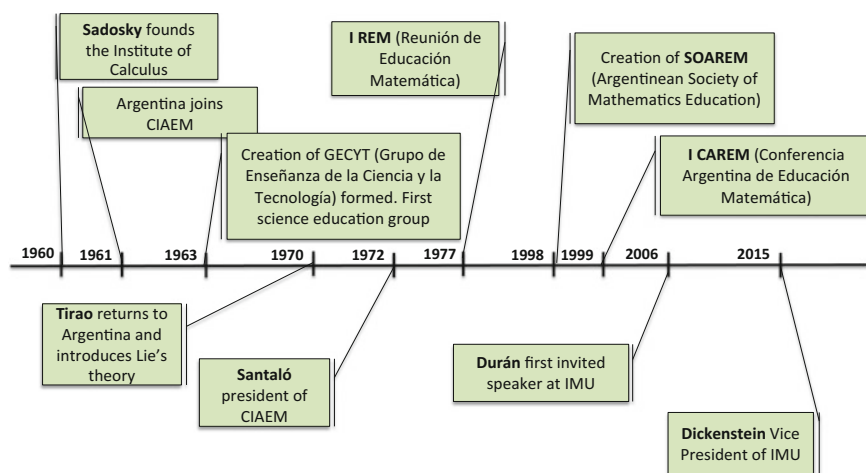 Sadosky founds
the Institute of
Calculus
Argentina joins
CIAEM
Creation of GECYT (Grupo de
Enseñanza de la Ciencia y la
Tecnología) formed. First
science education group
I REM (Reunión de
Educación
Matemática)
Creation of SOAREM
(Argentinean Society of
Mathematics Education)
I CAREM (Conferencia
Argentina de Educación
Matemática)
1960 1961 1963 1970 1972 1977 1998 1999 2006 2015
Tirao returns to
Argentina and
introduces Lie's
theory
Santaló
president of
CIAEM
Durán first invited
speaker at IMU
Dickenstein Vice
President of IMU